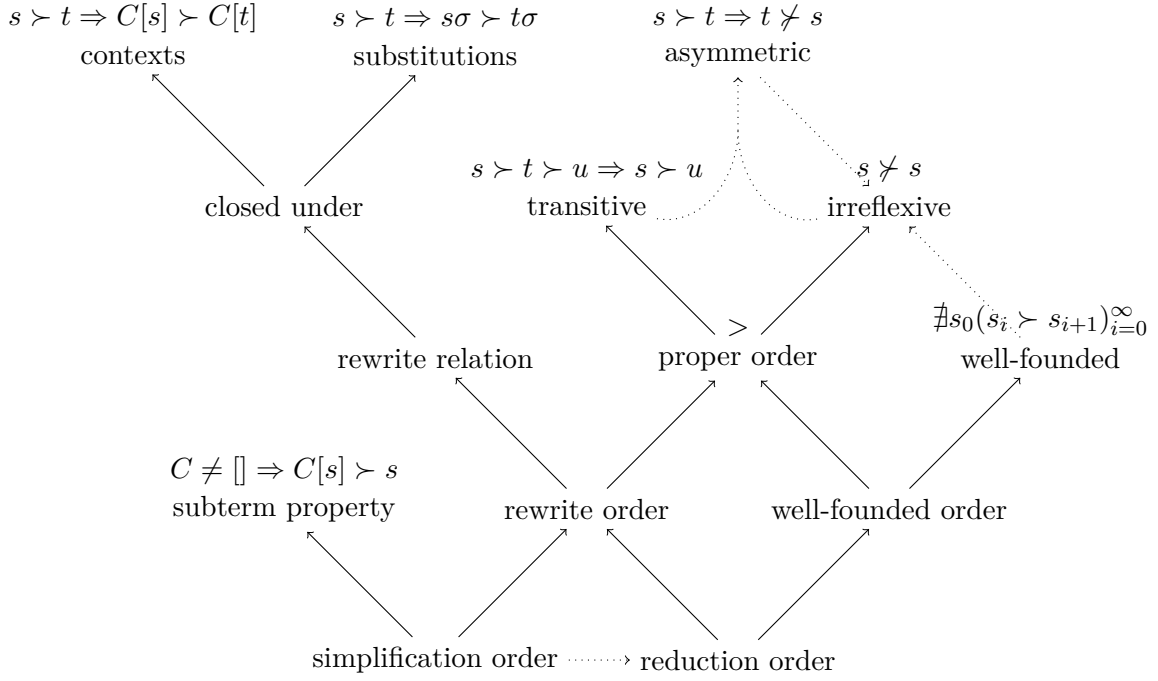 s ≻ t ⇒ C[s] ≻ C[t]
contexts
s ≻ t ⇒ sσ ≻ tσ
substitutions
s ≻ t ⇒ t ⊁ s
asymmetric
closed under
s ≻ t ≻ u ⇒ s ≻ u
transitive
s ⊁ s
irreflexive
rewrite relation
>
proper order
∄s₀(sᵢ ≻ sᵢ₊₁)∞ᵢ₌₀
well-founded
C ≠ [] ⇒ C[s] ≻ s
subterm property
rewrite order
well-founded order
simplification order
reduction order